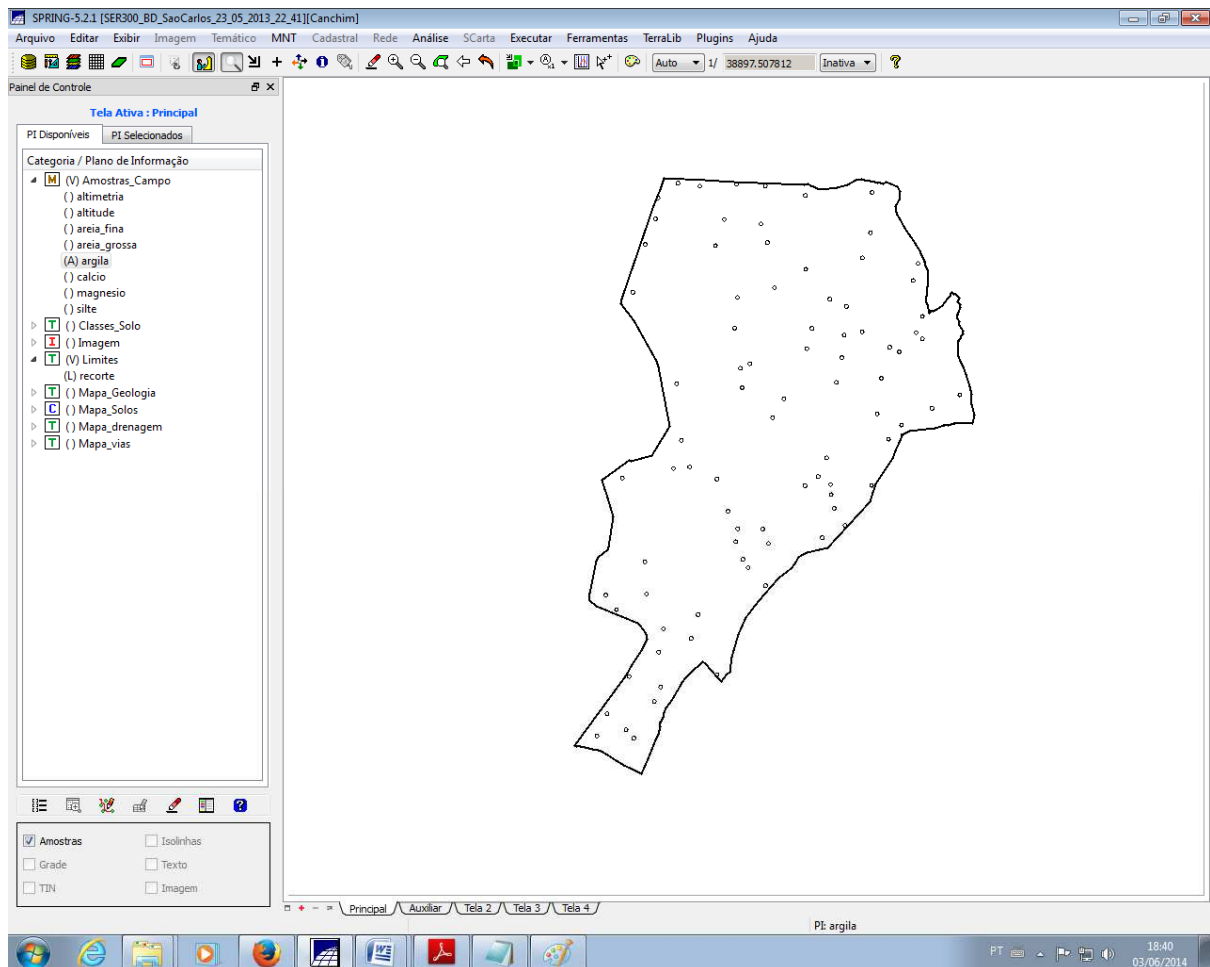 SPRING-5.2.1 [SER300_BD_SaoCarlos_23_05_2013_22_41][Canchim]
Arquivo Editar Exibir Imagem Temático MNT Cadastral Rede Análise SCarta Executar Ferramentas TerraLib Plugins Ajuda
Auto 1/ 38897.507812 Inativa
Painel de Controle
Tela Ativa : Principal
PI Disponíveis PI Selecionados
Categoria / Plano de Informação
M (V) Amostras_Campo
() altimetria
() altitude
() areia_fina
() areia_grossa
(A) argila
() calcio
() magnesio
() silte
T () Classes_Solo
I () Imagem
T (V) Limites
(L) recorte
T () Mapa_Geologia
C () Mapa_Solos
T () Mapa_drenagem
T () Mapa_vias
Amostras Isolinhas
Grade Texto
TIN Imagem
Principal Auxiliar Tela 2 Tela 3 Tela 4
PI: argila
PT 18:40
03/06/2014